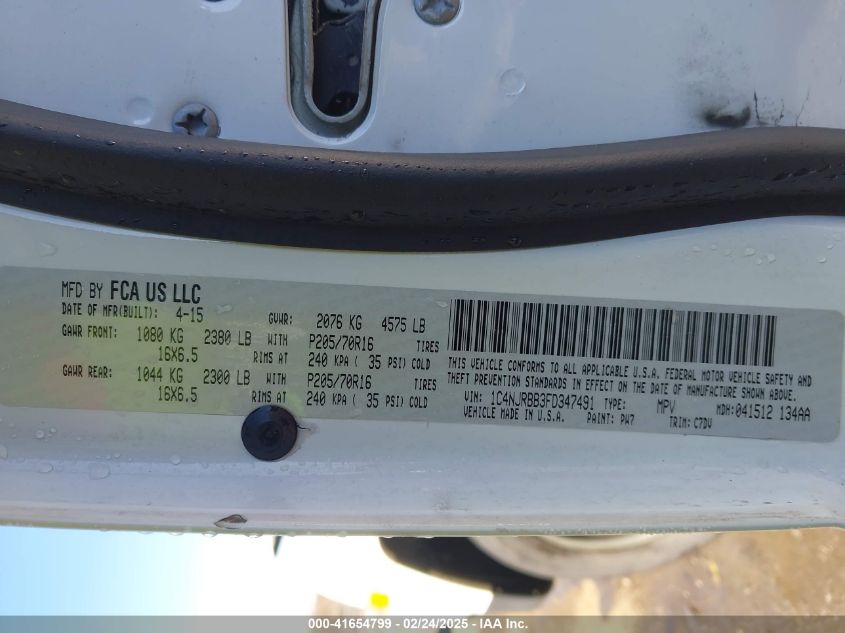 MFD BY FCA US LLC
DATE OF MFR(BUILT): 4-15 GVWR: 2076 KG 4575 LB
GAWR FRONT: 1080 KG 2380 LB WITH P205/70R16 TIRES
16X6.5 RIMS AT 240 KPA ( 35 PSI) COLD
GAWR REAR: 1044 KG 2300 LB WITH P205/70R16 TIRES
16X6.5 RIMS AT 240 KPA ( 35 PSI) COLD
THIS VEHICLE CONFORMS TO ALL APPLICABLE U.S.A. FEDERAL MOTOR VEHICLE SAFETY AND
THEFT PREVENTION STANDARDS IN EFFECT ON THE DATE OF MANUFACTURE SHOWN ABOVE.
VIN: 1C4NJRBB3FD347491 TYPE: MPV MDH: 041512 134AA
VEHICLE MADE IN U.S.A. PAINT: PW7 TRIM: C7DV
000-41654799 - 02/24/2025 - IAA Inc.